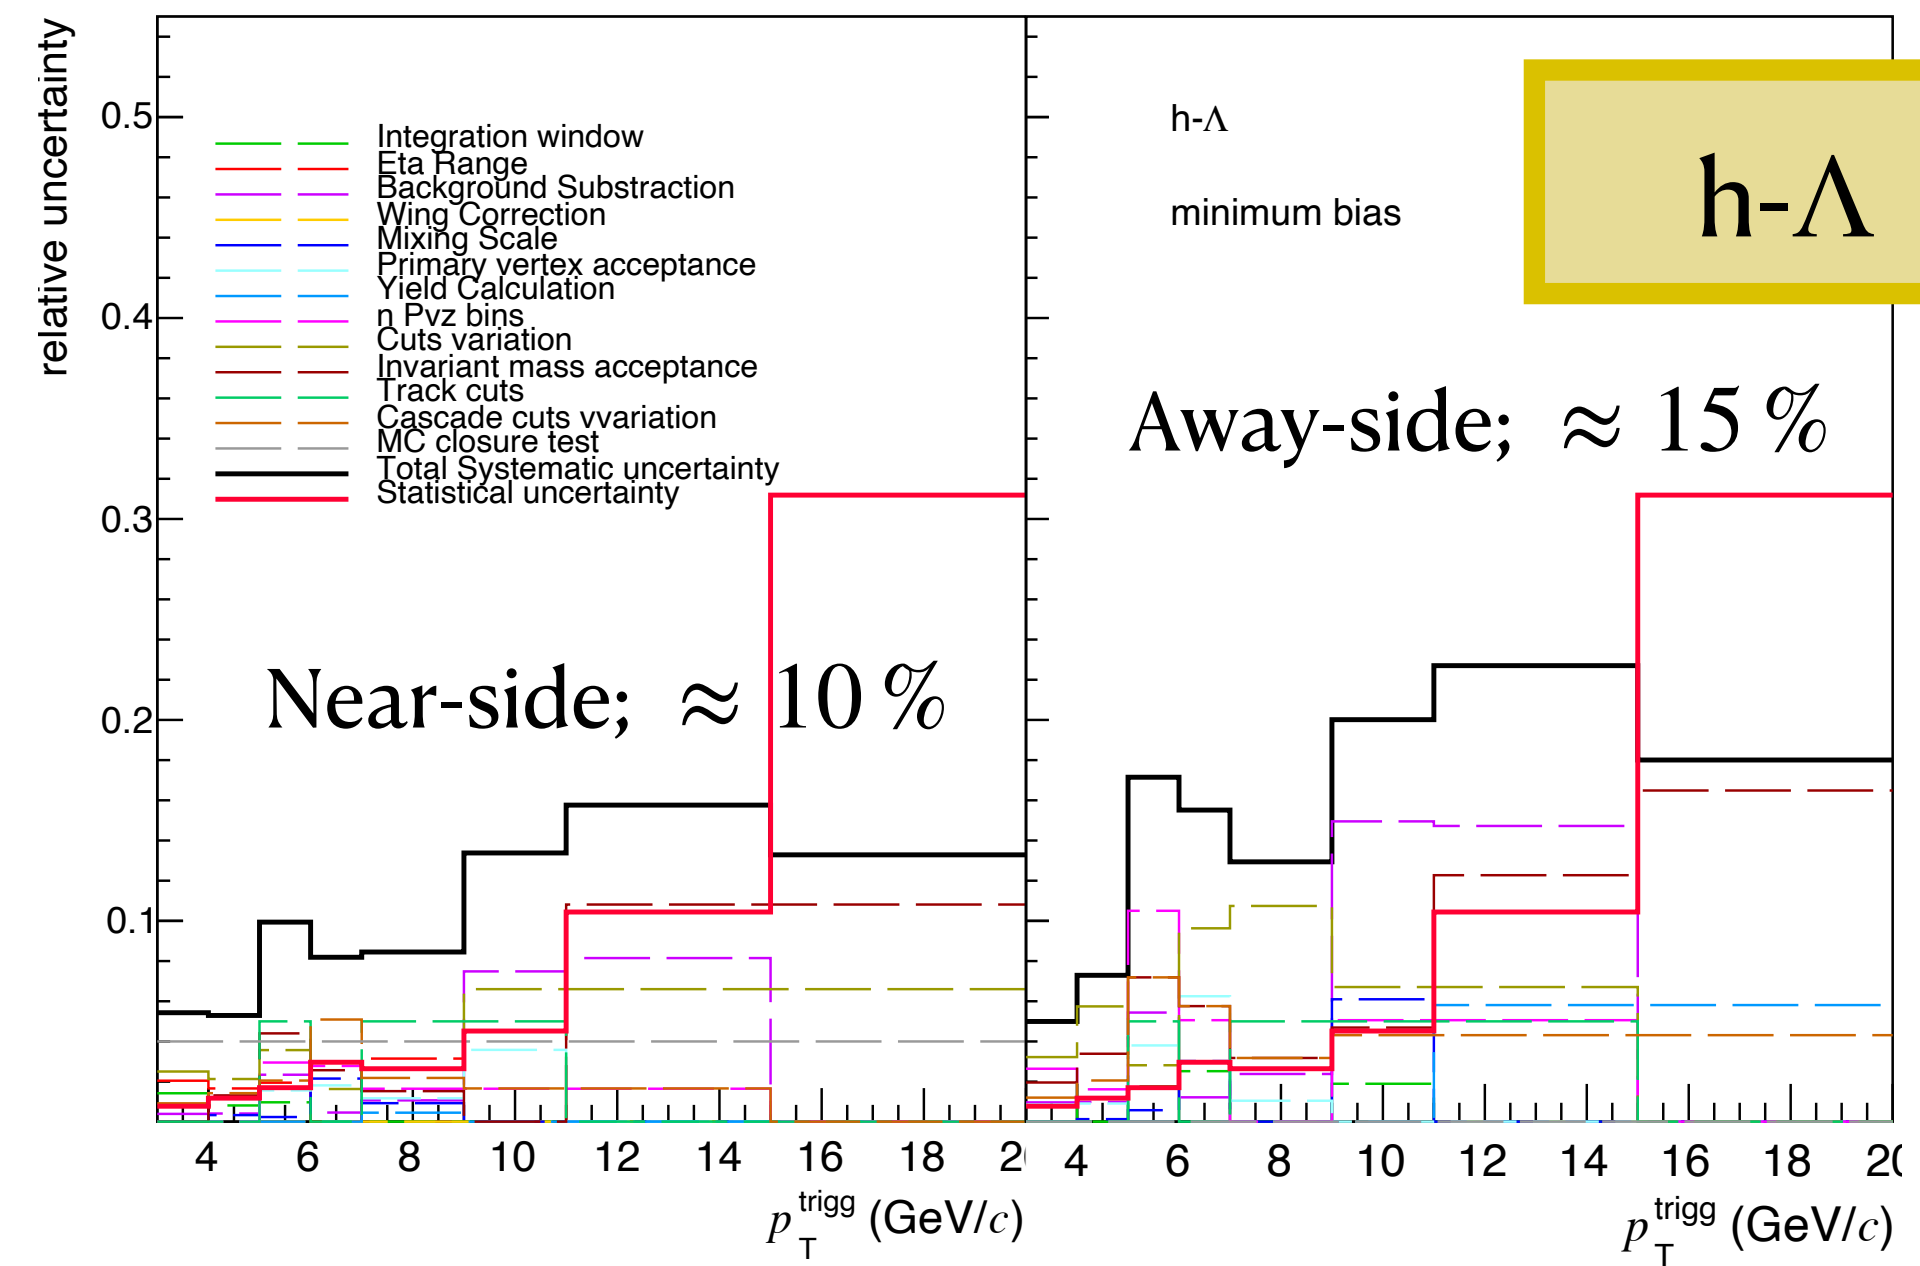 relative uncertainty
0.5
0.4
0.3
0.2
0.1
Integration window
Eta Range
Background Substraction
Wing Correction
Mixing Scale
Primary vertex acceptance
Yield Calculation
n Pvz bins
Cuts variation
Invariant mass acceptance
Track cuts
Cascade cuts vvariation
MC closure test
Total Systematic uncertainty
Statistical uncertainty
Near-side; ≈ 10 %
4 6 8 10 12 14 16 18 20
p_T^trigg (GeV/c)
h-Λ
minimum bias
h-Λ
Away-side; ≈ 15 %
4 6 8 10 12 14 16 18 20
p_T^trigg (GeV/c)